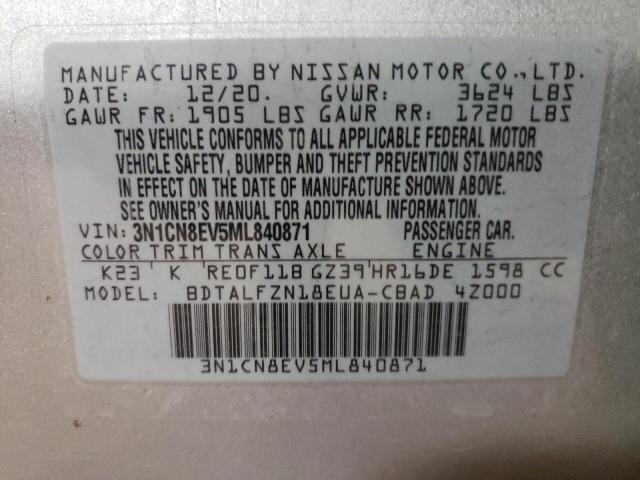 MANUFACTURED BY NISSAN MOTOR CO.,LTD.
DATE: 12/20. GVWR: 3624 LBS
GAWR FR: 1905 LBS GAWR RR: 1720 LBS
THIS VEHICLE CONFORMS TO ALL APPLICABLE FEDERAL MOTOR
VEHICLE SAFETY, BUMPER AND THEFT PREVENTION STANDARDS
IN EFFECT ON THE DATE OF MANUFACTURE SHOWN ABOVE.
SEE OWNER'S MANUAL FOR ADDITIONAL INFORMATION.
VIN: 3N1CN8EV5ML840871 PASSENGER CAR.
COLOR TRIM TRANS AXLE ENGINE
K23 K RE0F11B GZ39 HR16DE 1598 CC
MODEL: BDTALFZN18EUA-CBAD 4Z000
3N1CN8EV5ML840871